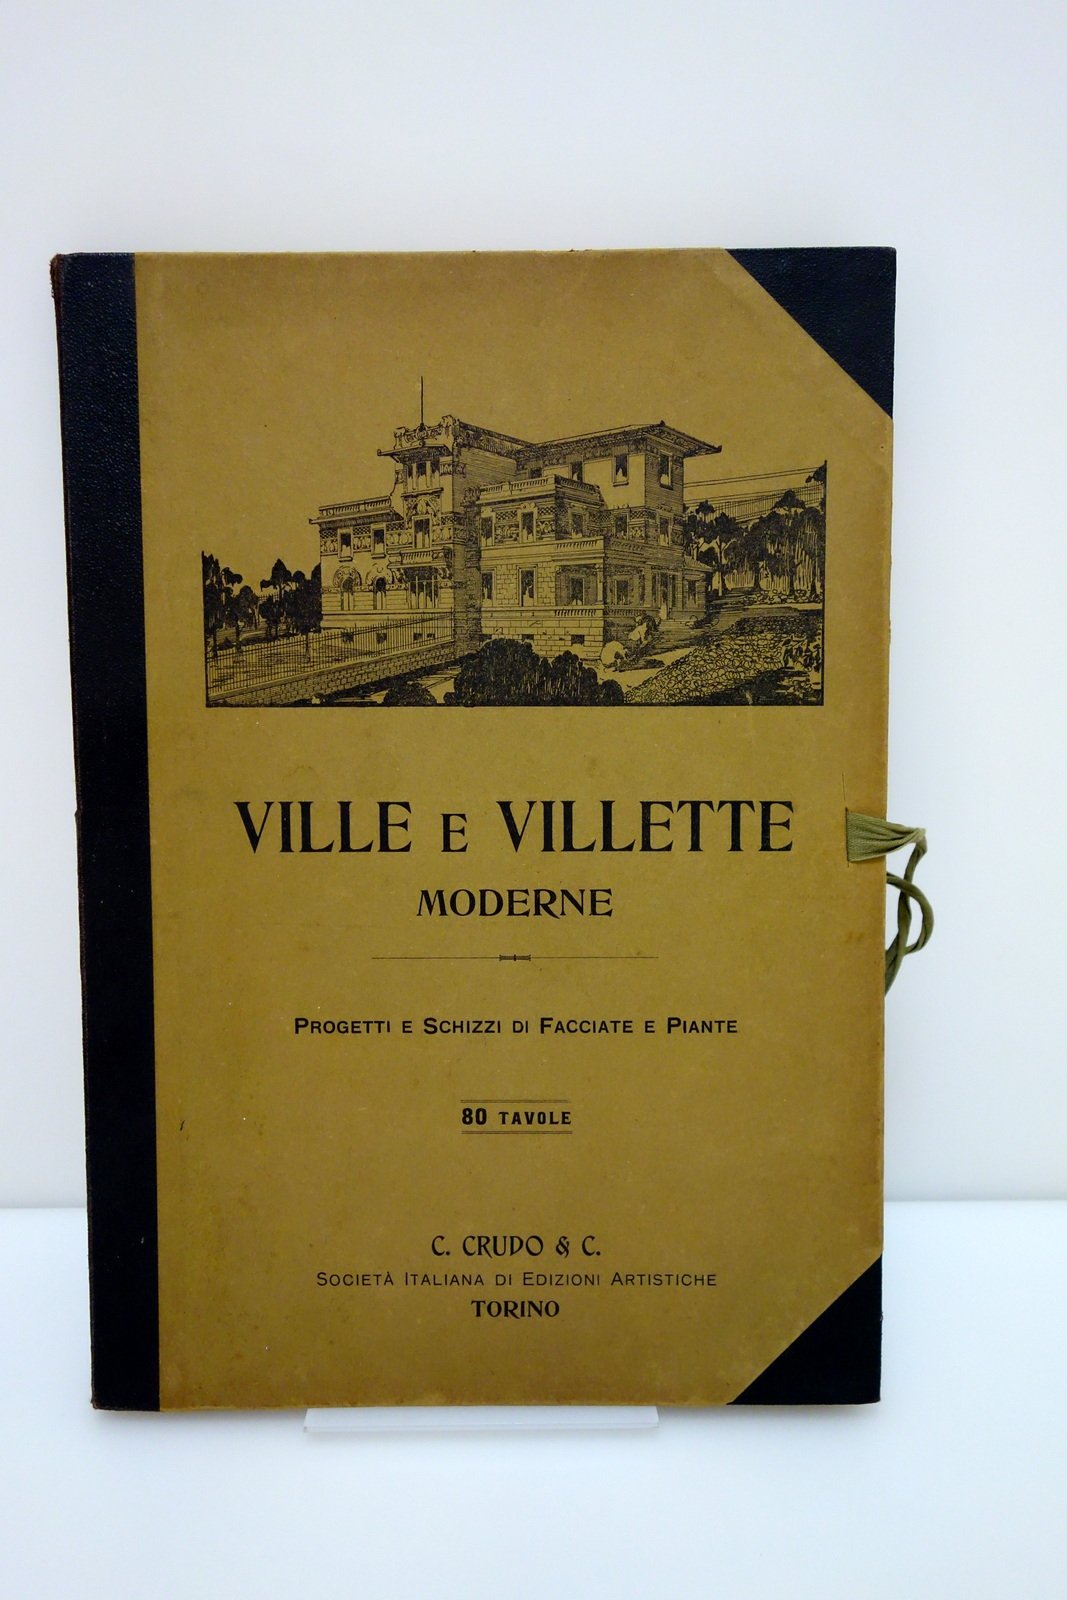 VILLE E VILLETTE
MODERNE
PROGETTI E SCHIZZI DI FACCIATE E PIANTE
80 TAVOLE
C. CRUDO & C.
SOCIETÀ ITALIANA DI EDIZIONI ARTISTICHE
TORINO